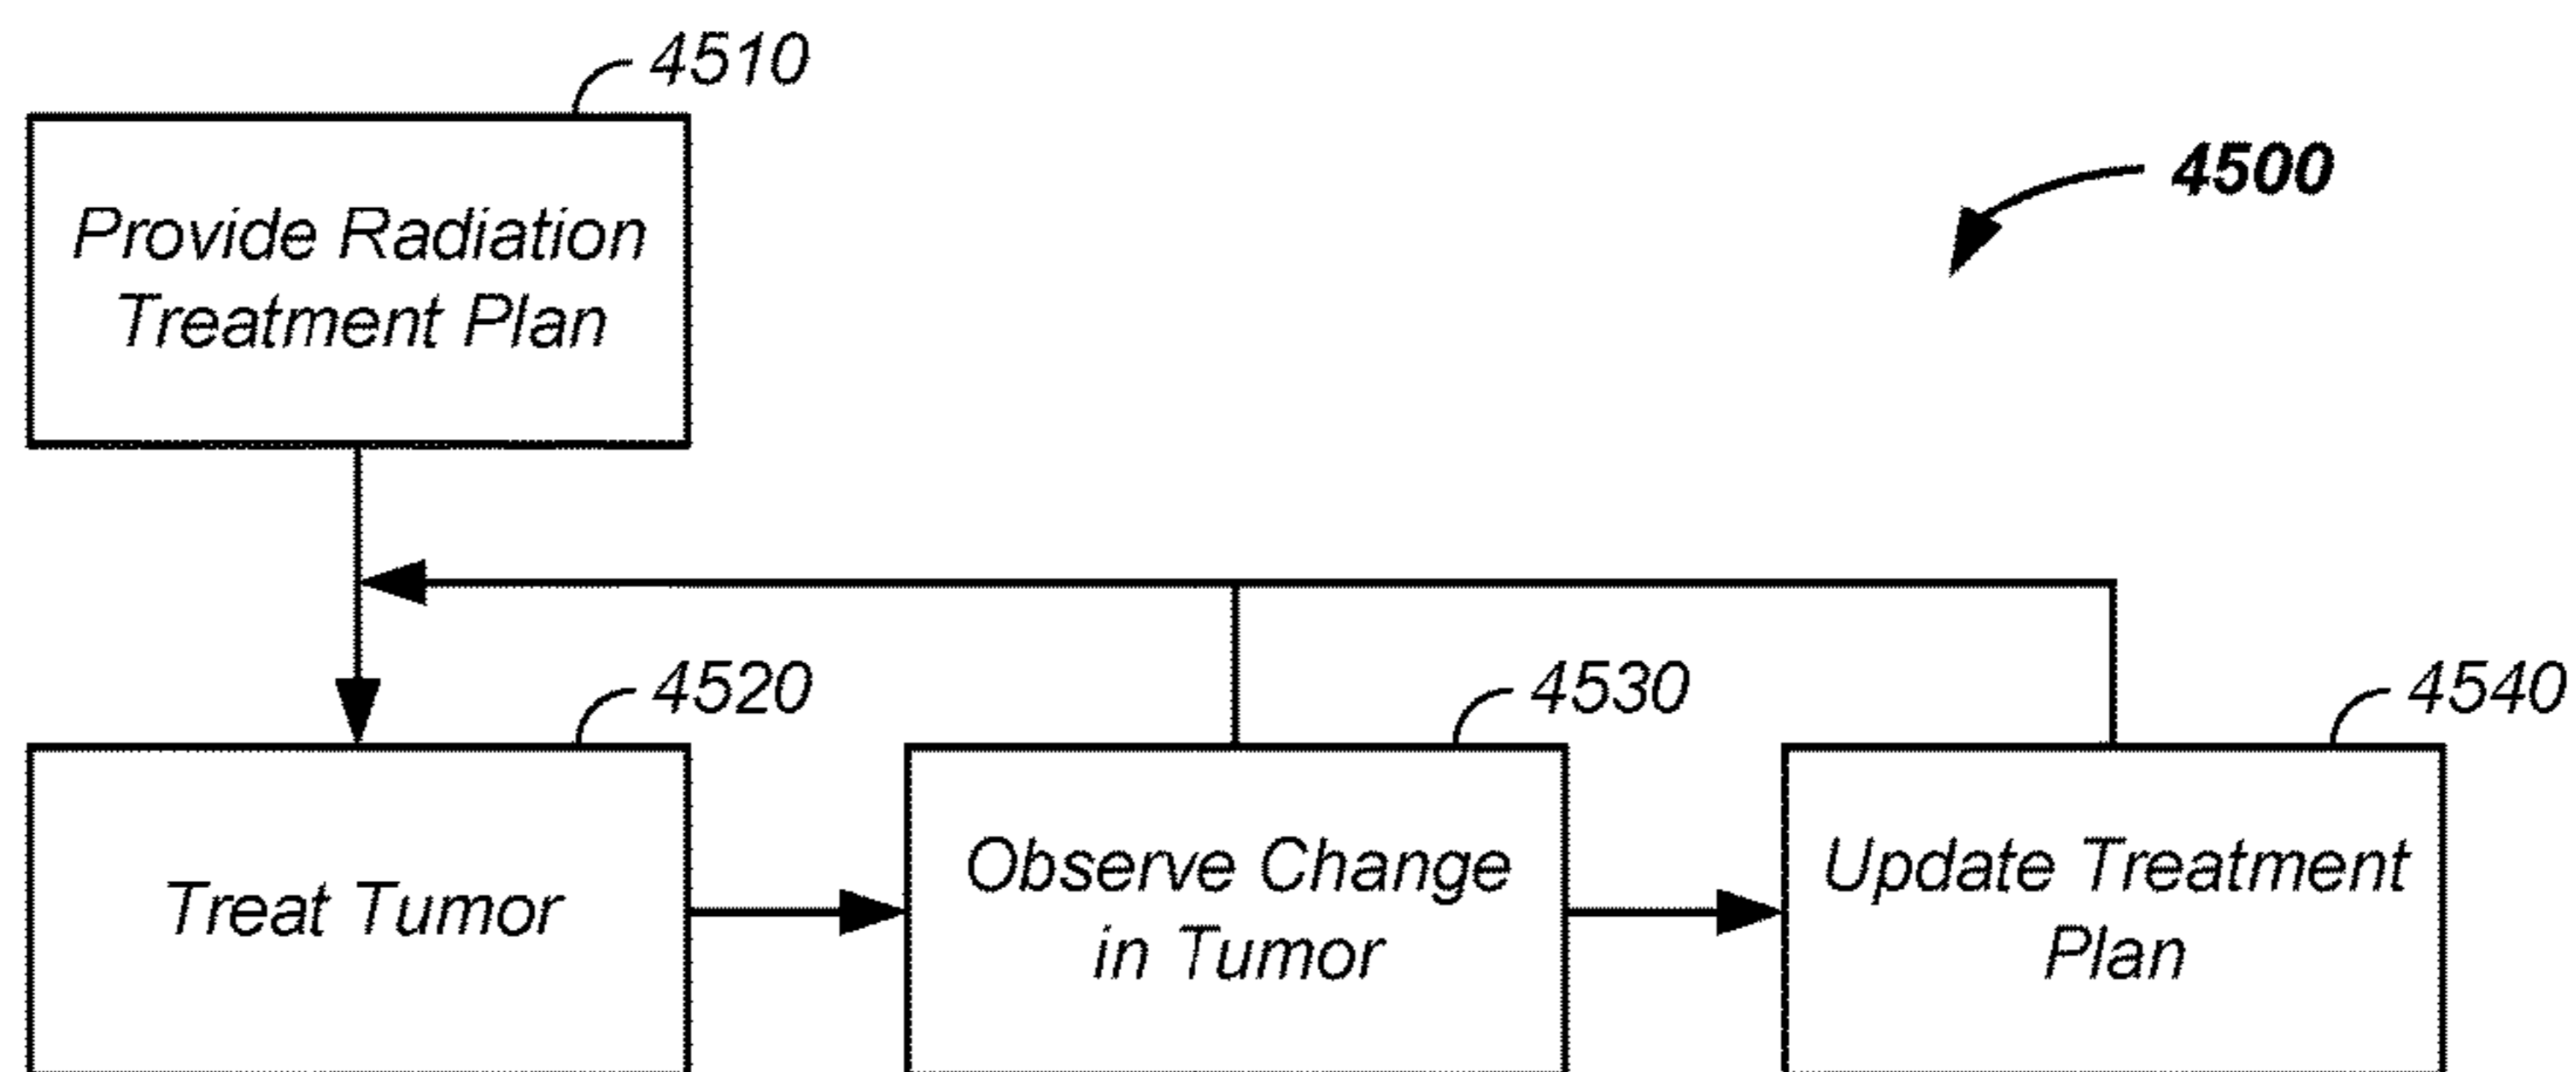 4510
Provide Radiation
Treatment Plan
4500
4520
Treat Tumor
4530
Observe Change
in Tumor
4540
Update Treatment
Plan